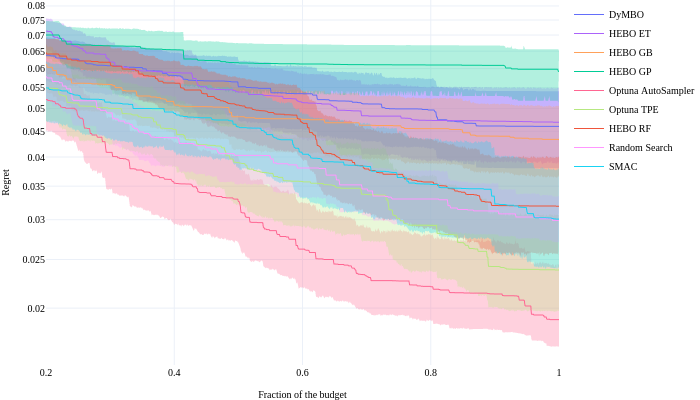 0.08
0.075
0.07
0.065
0.06
0.055
0.05
0.045
0.04
0.035
0.03
0.025
0.02
Regret
0.2
0.4
0.6
0.8
1
Fraction of the budget
DyMBO
HEBO ET
HEBO GB
HEBO GP
Optuna AutoSampler
Optuna TPE
HEBO RF
Random Search
SMAC